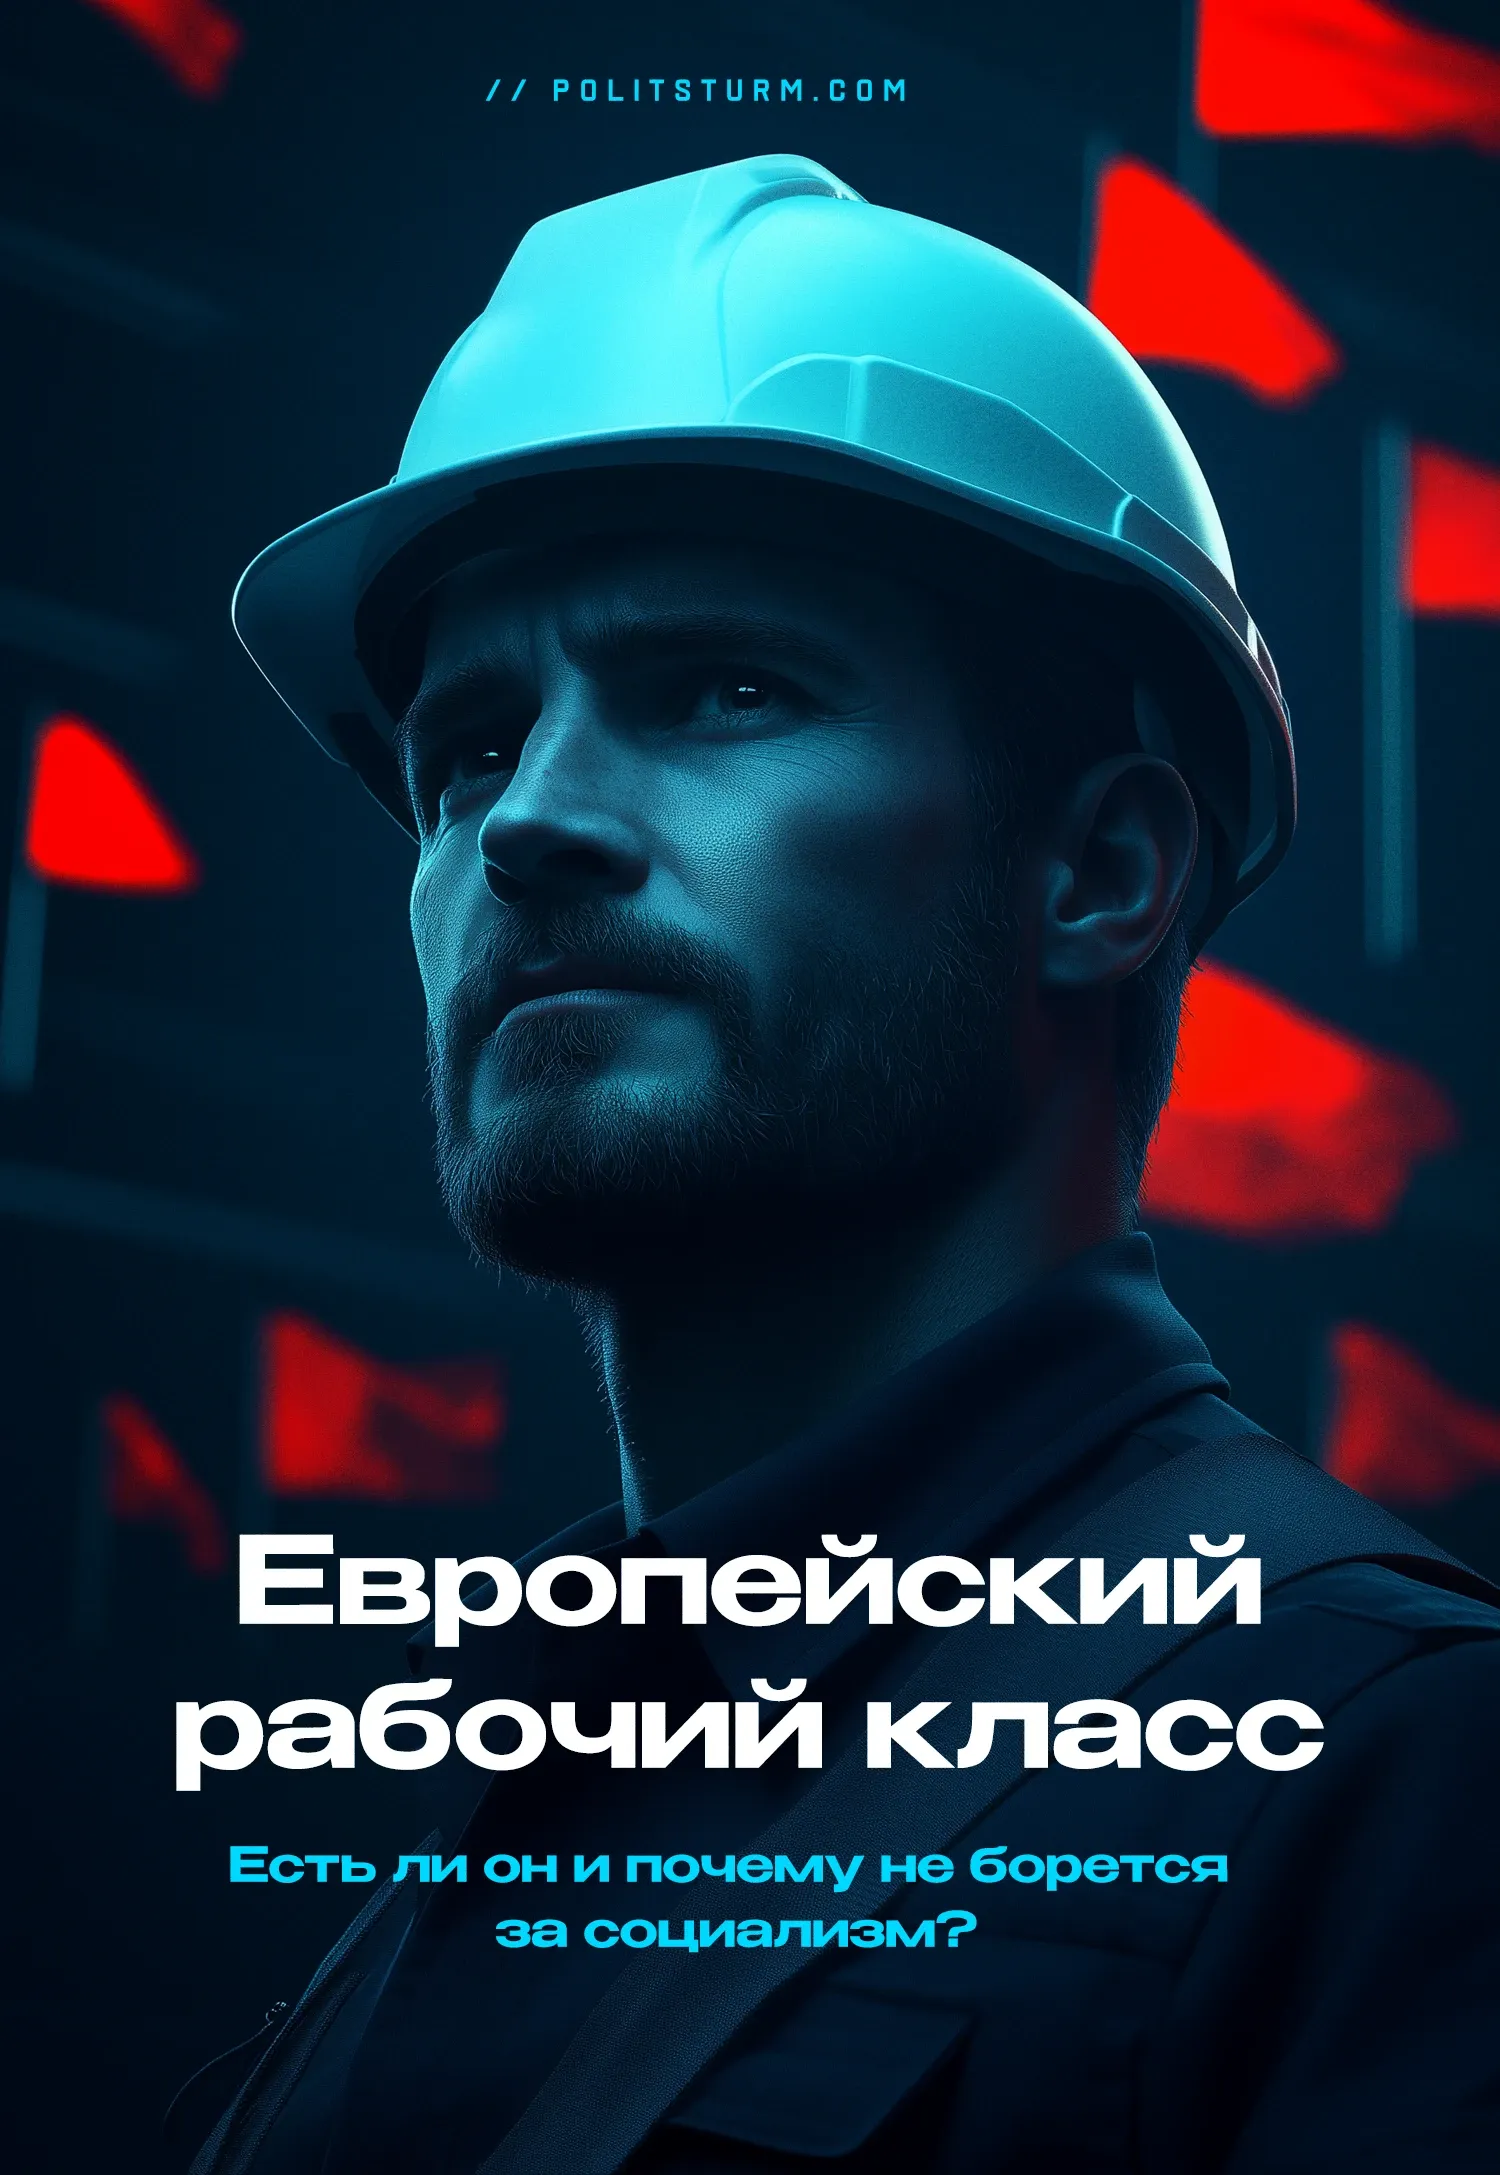 // POLITSTURM.COM
Европейский
рабочий класс
Есть ли он и почему не борется
за социализм?